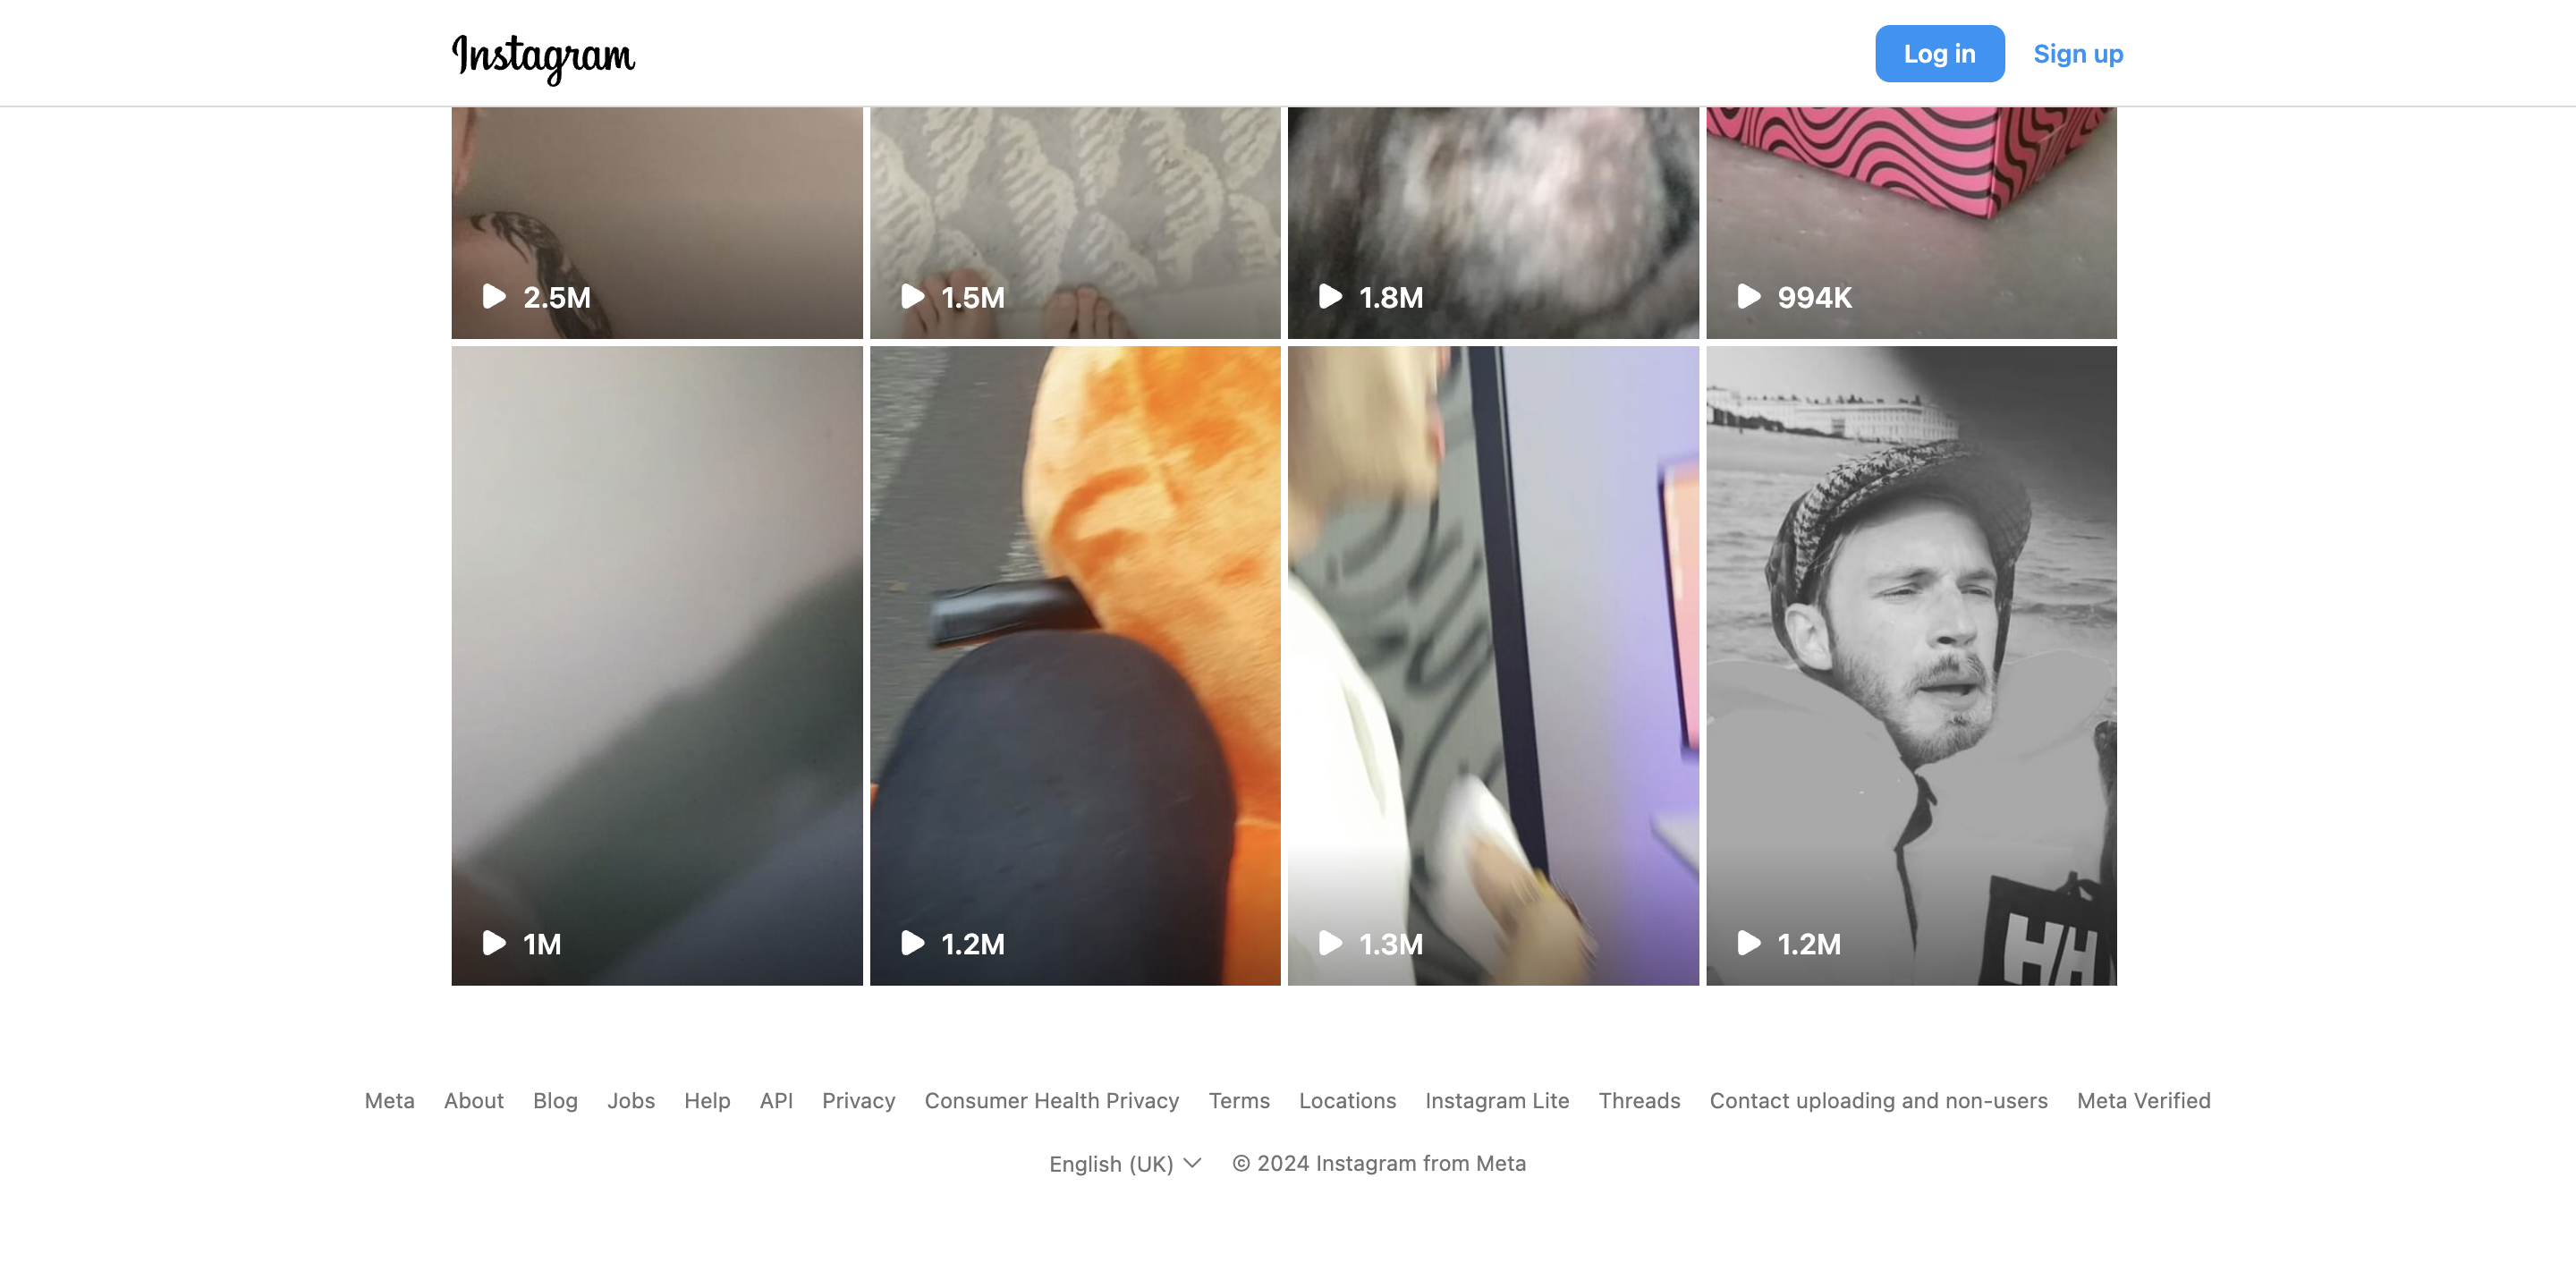 Instagram
Log in
Sign up
2.5M
1.5M
1.8M
994K
1M
1.2M
1.3M
1.2M
HH
Meta About Blog Jobs Help API Privacy Consumer Health Privacy Terms Locations Instagram Lite Threads Contact uploading and non-users Meta Verified
English (UK) © 2024 Instagram from Meta